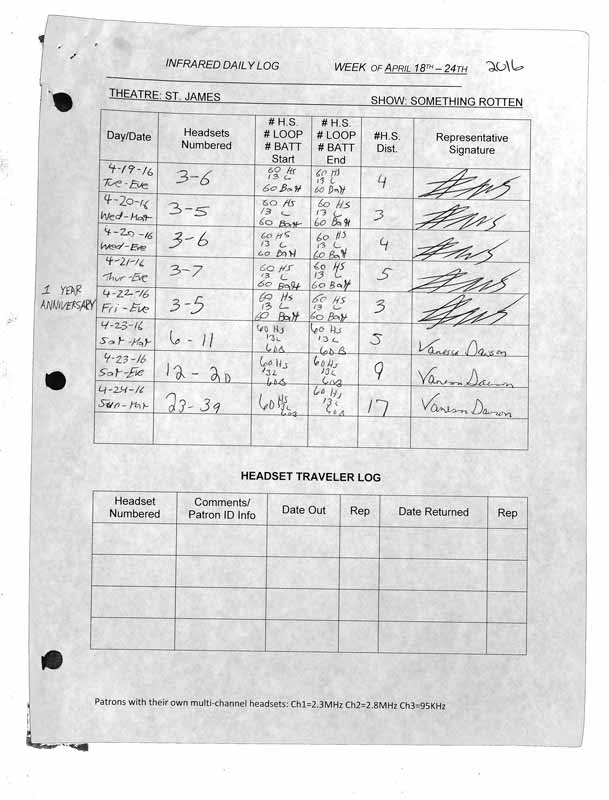 INFRARED DAILY LOG WEEK OF APRIL 18TH – 24TH 2016
THEATRE: ST. JAMES
SHOW: SOMETHING ROTTEN
Day/Date
Headsets
Numbered
# H.S.
# LOOP
# BATT
Start
# H.S.
# LOOP
# BATT
End
#H.S.
Dist.
Representative
Signature
4-19-16
Tue-Eve
3-6
60 HS
13 L
60 Batt
60 HS
13 L
60 Batt
4
4-20-16
Wed-Mat
3-5
60 HS
13 L
60 Batt
60 HS
13 L
60 Batt
3
4-20-16
Wed-Eve
3-6
60 HS
13 L
60 Batt
60 HS
13 L
60 Batt
4
4-21-16
Thur-Eve
3-7
60 HS
13 L
60 Batt
60 HS
13 L
60 Batt
5
1 YEAR
ANNIVERSARY
4-22-16
Fri-Eve
3-5
60 HS
13 L
60 Batt
60 HS
13 L
60 Batt
3
4-23-16
Sat-Mat
6-11
60 HS
13L
60B
60 HS
13L
60B
5
Vanessa Dawson
4-23-16
Sat-Eve
12-20
60 HS
13L
60B
60 HS
13L
60B
9
Vanessa Dawson
4-24-16
Sun-Mat
23-39
60 HS
13L
60B
60 HS
13L
60B
17
Vanessa Dawson
HEADSET TRAVELER LOG
Headset
Numbered
Comments/
Patron ID Info
Date Out
Rep
Date Returned
Rep
Patrons with their own multi-channel headsets: Ch1=2.3MHz Ch2=2.8MHz Ch3=95KHz